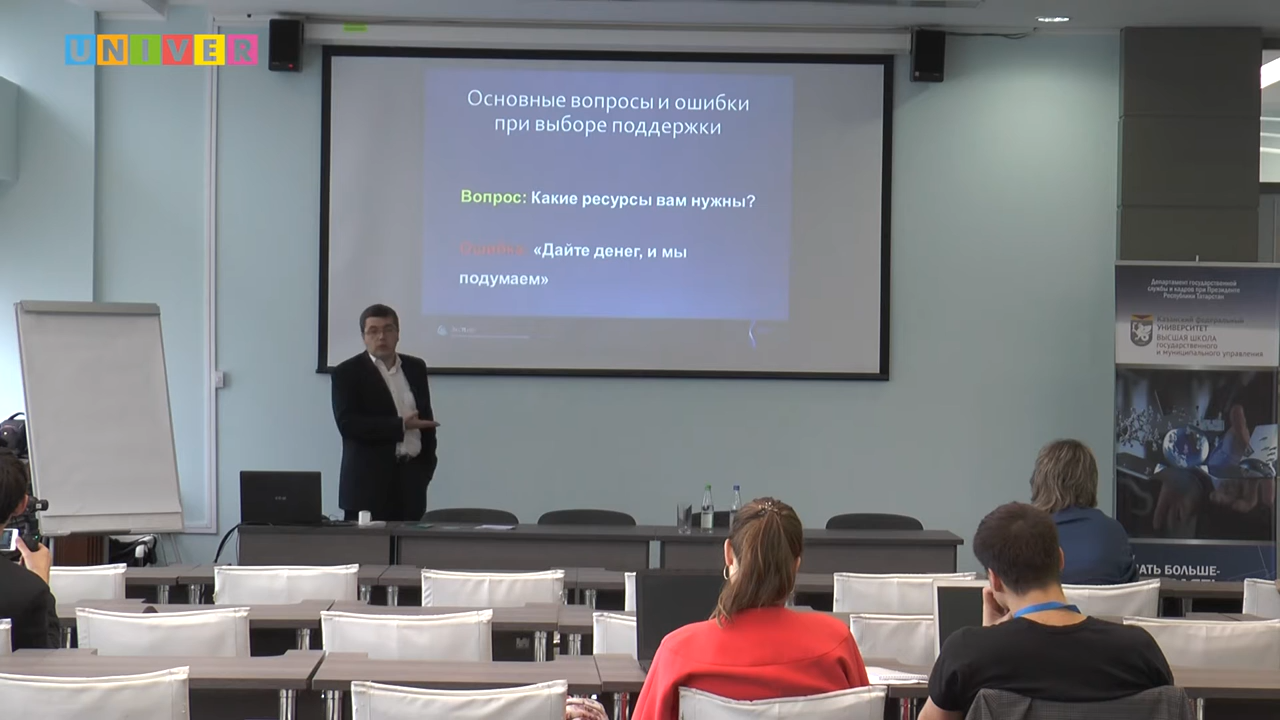 UNIVER
Основные вопросы и ошибки
при выборе поддержки
Вопрос: Какие ресурсы вам нужны?
Ошибка: «Дайте денег, и мы
подумаем»
Департамент государственной
службы и кадров при Президенте
Республики Татарстан
Казанский федеральный
УНИВЕРСИТЕТ
ВЫСШАЯ ШКОЛА
государственного
и муниципального управления
БОЛЬШЕ-